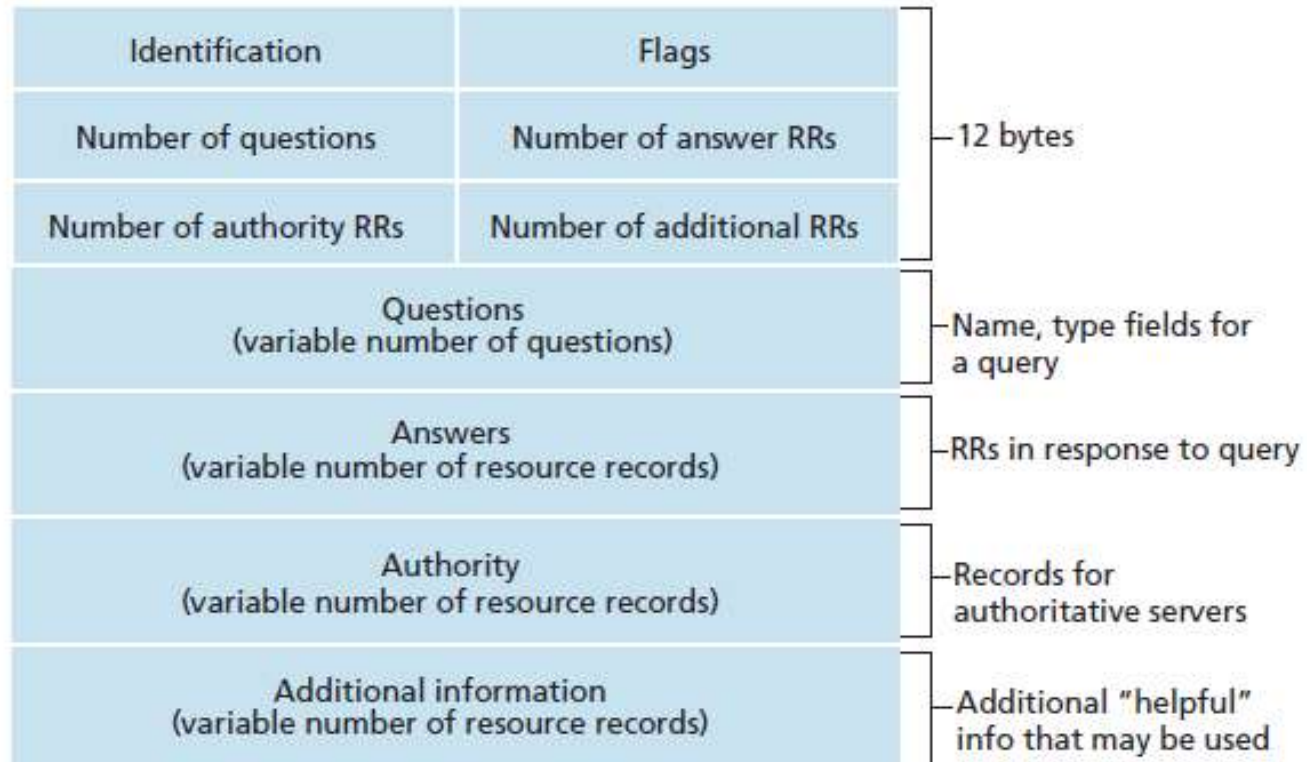 Identification
Flags
Number of questions
Number of answer RRs
12 bytes
Number of authority RRs
Number of additional RRs
Questions
(variable number of questions)
Name, type fields for
a query
Answers
(variable number of resource records)
RRs in response to query
Authority
(variable number of resource records)
Records for
authoritative servers
Additional information
(variable number of resource records)
Additional “helpful”
info that may be used